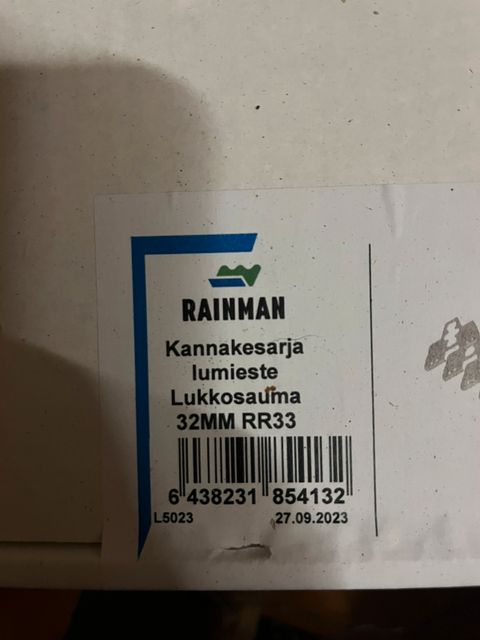 RAINMAN
Kannakesarja
lumieste
Lukkosauma
32MM RR33
6 438231 854132
L5023 27.09.2023